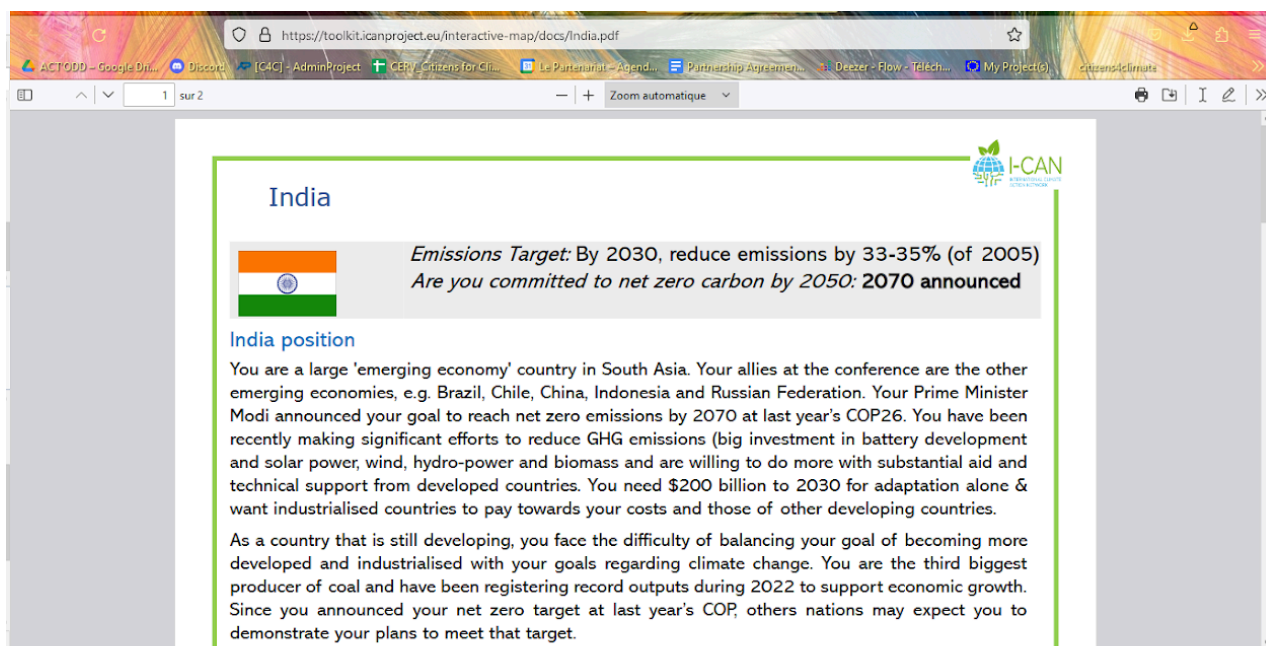 https://toolkit.icanproject.eu/interactive-map/docs/India.pdf
ACTODD – Google Dri... Discord [C4C] - AdminProject CERV_Citizens for Cli... Le Partenariat – Agend... Partnership Agreemen... Deezer - Flow - Téléch... My Project(s) citizens4climate
1 sur 2 Zoom automatique
I-CAN
India
Emissions Target: By 2030, reduce emissions by 33-35% (of 2005)
Are you committed to net zero carbon by 2050: 2070 announced
India position
You are a large 'emerging economy' country in South Asia. Your allies at the conference are the other
emerging economies, e.g. Brazil, Chile, China, Indonesia and Russian Federation. Your Prime Minister
Modi announced your goal to reach net zero emissions by 2070 at last year's COP26. You have been
recently making significant efforts to reduce GHG emissions (big investment in battery development
and solar power, wind, hydro-power and biomass and are willing to do more with substantial aid and
technical support from developed countries. You need $200 billion to 2030 for adaptation alone &
want industrialised countries to pay towards your costs and those of other developing countries.
As a country that is still developing, you face the difficulty of balancing your goal of becoming more
developed and industrialised with your goals regarding climate change. You are the third biggest
producer of coal and have been registering record outputs during 2022 to support economic growth.
Since you announced your net zero target at last year's COP, others nations may expect you to
demonstrate your plans to meet that target.